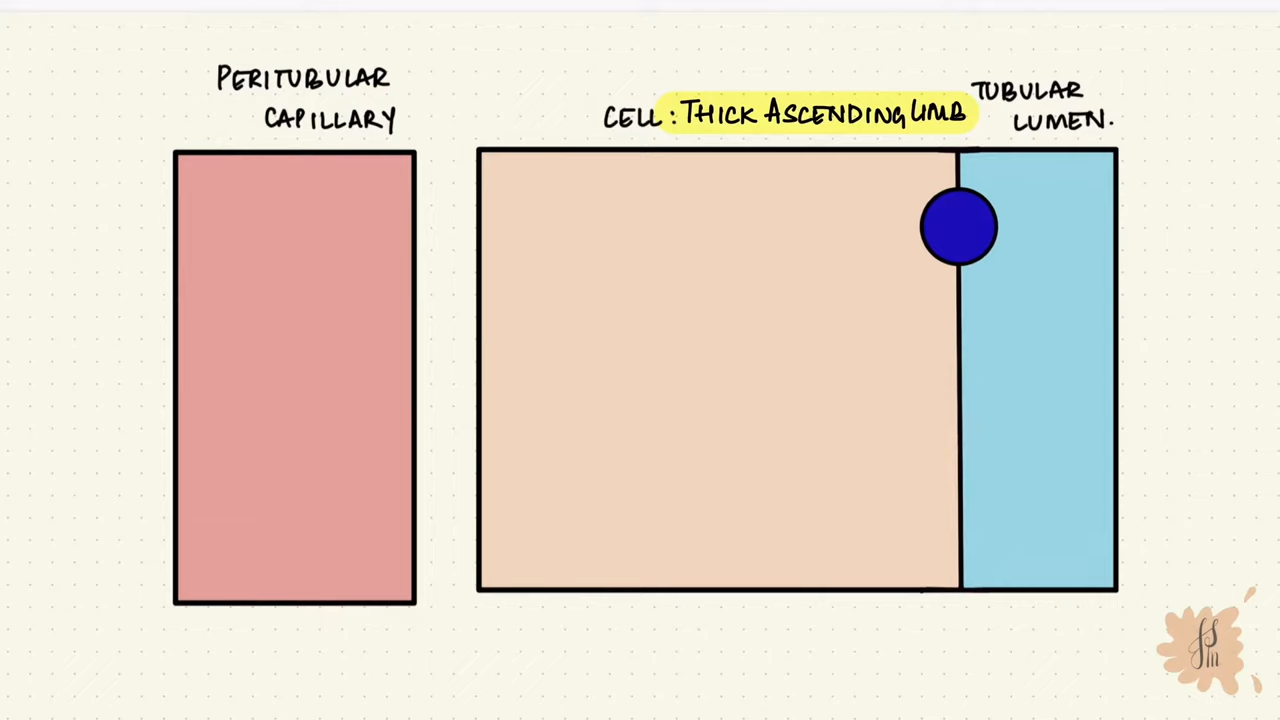 PERITUBULAR
CAPILLARY
CELL: THICK ASCENDING LIMB
TUBULAR
LUMEN.